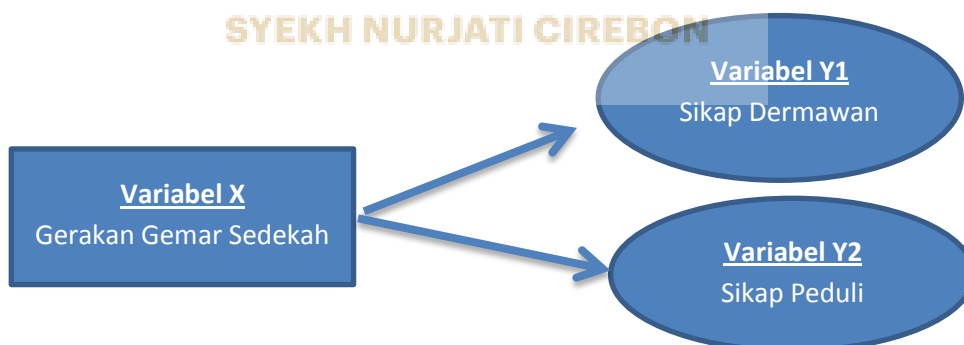 SYEKH NURJATI CIREBON
Variabel Y1
Sikap Dermawan
Variabel X
Gerakan Gemar Sedekah
Variabel Y2
Sikap Peduli